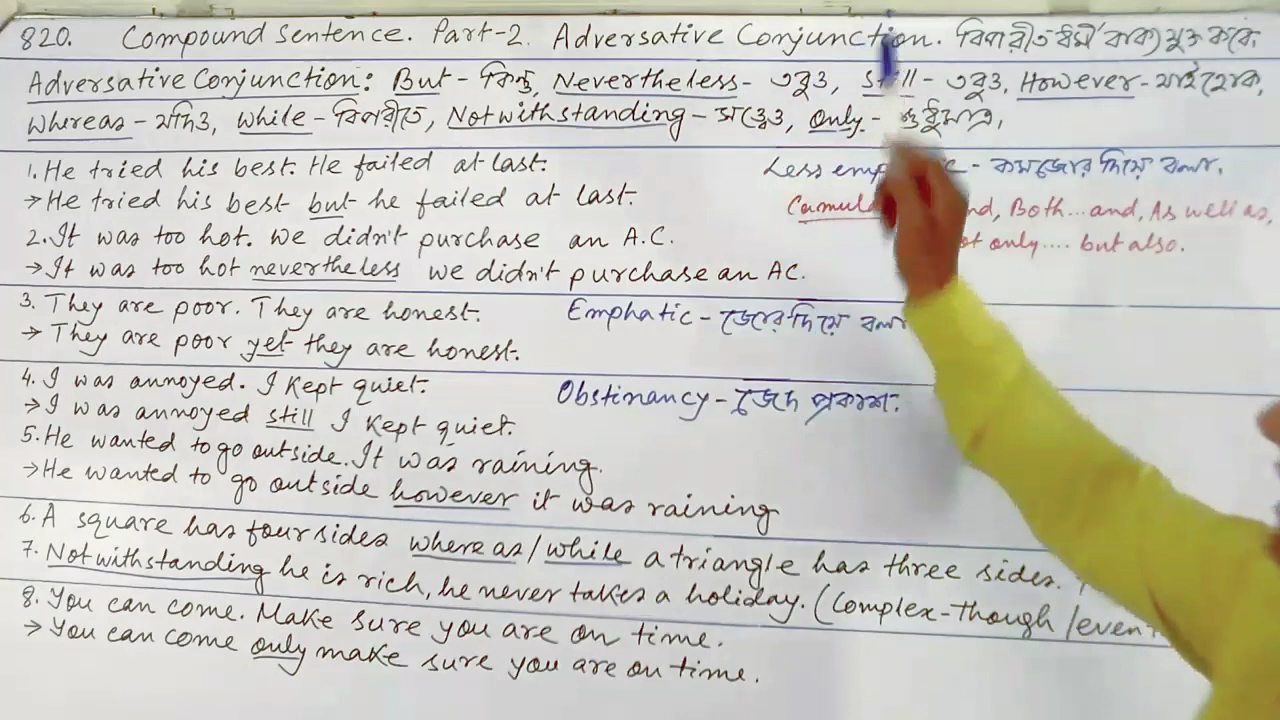 820. Compound Sentence. Part-2. Adversative Conjunction. বিপরীতধর্মী বাক্য যুক্ত করে.
Adversative Conjunction: But - কিন্তু, Nevertheless - তবুও, Still - তবুও, However - যাইহোক,
Whereas - যদিও, While - বিপরীতে, Notwithstanding - সত্ত্বেও, Only - শুধুমাত্র,
1. He tried his best. He failed at last.
→ He tried his best but he failed at last.
Less - কমজোর দিয়ে বলা.
and, Both...and, As well as,
not only.... but also.
2. It was too hot. We didn't purchase an A.C.
→ It was too hot nevertheless we didn't purchase an AC.
3. They are poor. They are honest.
→ They are poor yet they are honest.
Emphatic - জোর দিয়ে বলা
4. I was annoyed. I kept quiet.
→ I was annoyed still I kept quiet.
Obstinancy - জেদ প্রকাশ.
5. He wanted to go outside. It was raining.
→ He wanted to go outside however it was raining
6. A square has four sides where as/while a triangle has three sides.
7. Notwithstanding he is rich, he never takes a holiday. (Complex - Though /even
8. You can come. Make sure you are on time.
→ You can come only make sure you are on time.